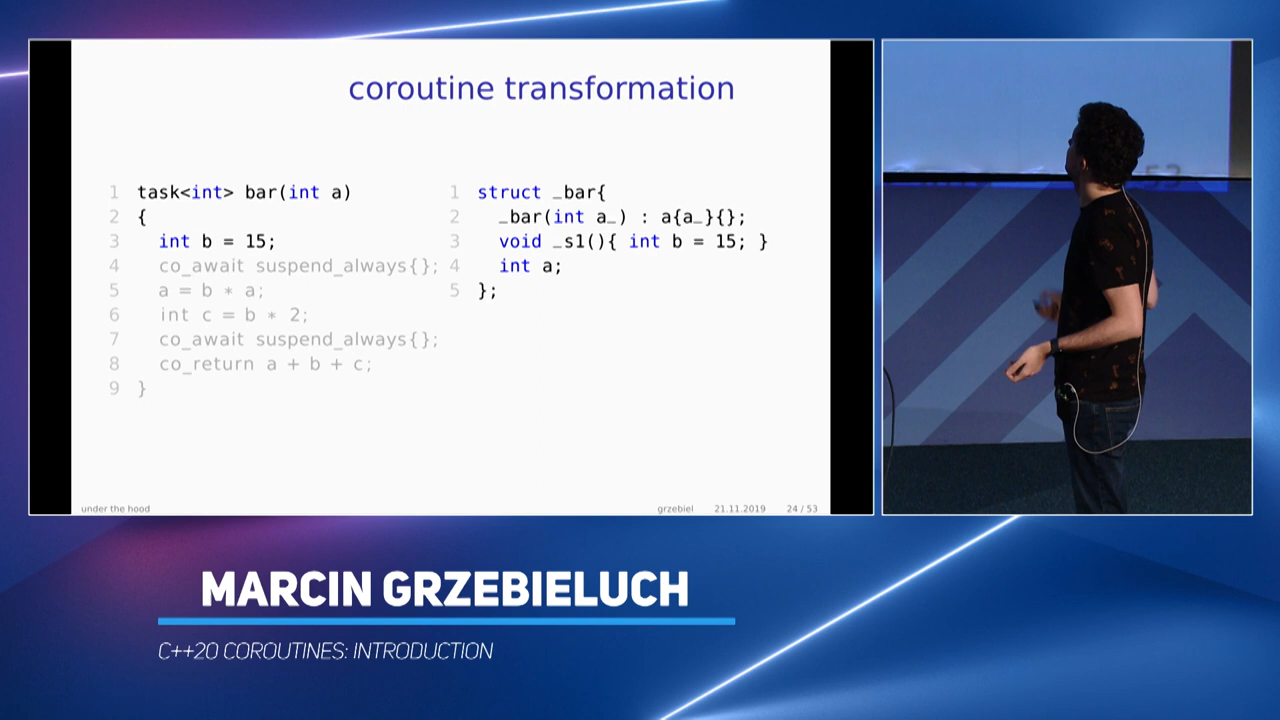 coroutine transformation
1 task<int> bar(int a)
2 {
3 int b = 15;
4 co_await suspend_always{};
5 a = b * a;
6 int c = b * 2;
7 co_await suspend_always{};
8 co_return a + b + c;
9 }
1 struct _bar{
2 _bar(int a_) : a{a_}{};
3 void _s1(){ int b = 15; }
4 int a;
5 };
under the hood
grzebiel 21.11.2019 24 / 53
53
MARCIN GRZEBIELUCH
C++20 COROUTINES: INTRODUCTION